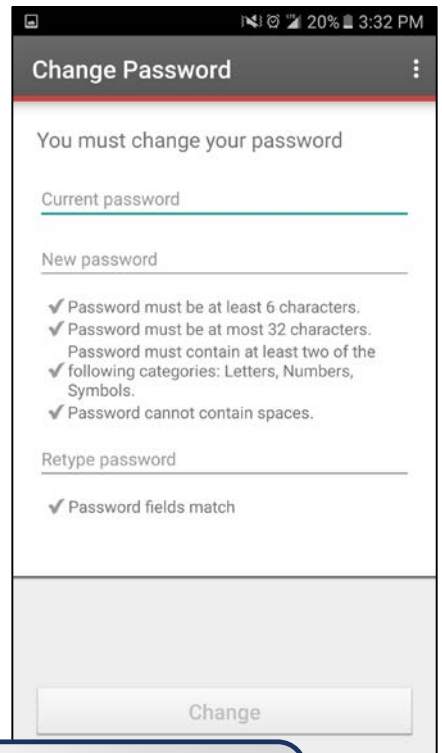 20% 3:32 PM
Change Password
You must change your password
Current password
New password
Password must be at least 6 characters.
Password must be at most 32 characters.
Password must contain at least two of the
following categories: Letters, Numbers,
Symbols.
Password cannot contain spaces.
Retype password
Password fields match
Change